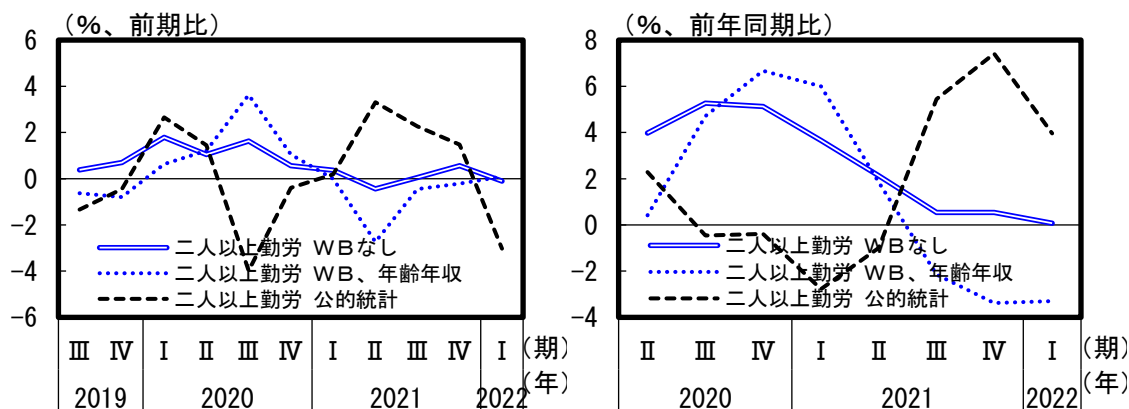 （％、前期比）
6
4
2
0
-2
-4
-6
二人以上勤労 ＷＢなし
二人以上勤労 ＷＢ、年齢年収
二人以上勤労 公的統計
Ⅲ Ⅳ Ⅰ Ⅱ Ⅲ Ⅳ Ⅰ Ⅱ Ⅲ Ⅳ Ⅰ （期）
2019 2020 2021 2022 （年）
（％、前年同期比）
8
6
4
2
0
-2
-4
二人以上勤労 ＷＢなし
二人以上勤労 ＷＢ、年齢年収
二人以上勤労 公的統計
Ⅱ Ⅲ Ⅳ Ⅰ Ⅱ Ⅲ Ⅳ Ⅰ （期）
2020 2021 2022 （年）